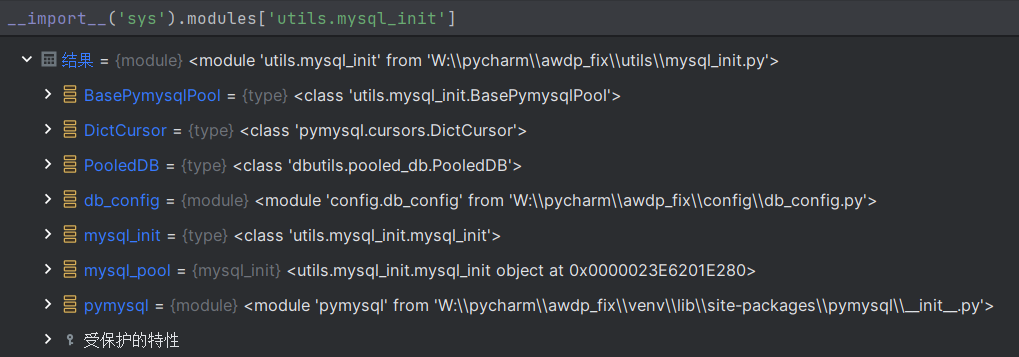 __import__('sys').modules['utils.mysql_init']
结果 = {module} <module 'utils.mysql_init' from 'W:\\pycharm\\awdp_fix\\utils\\mysql_init.py'>
BasePymysqlPool = {type} <class 'utils.mysql_init.BasePymysqlPool'>
DictCursor = {type} <class 'pymysql.cursors.DictCursor'>
PooledDB = {type} <class 'dbutils.pooled_db.PooledDB'>
db_config = {module} <module 'config.db_config' from 'W:\\pycharm\\awdp_fix\\config\\db_config.py'>
mysql_init = {type} <class 'utils.mysql_init.mysql_init'>
mysql_pool = {mysql_init} <utils.mysql_init.mysql_init object at 0x0000023E6201E280>
pymysql = {module} <module 'pymysql' from 'W:\\pycharm\\awdp_fix\\venv\\lib\\site-packages\\pymysql\\__init__.py'>
受保护的特性